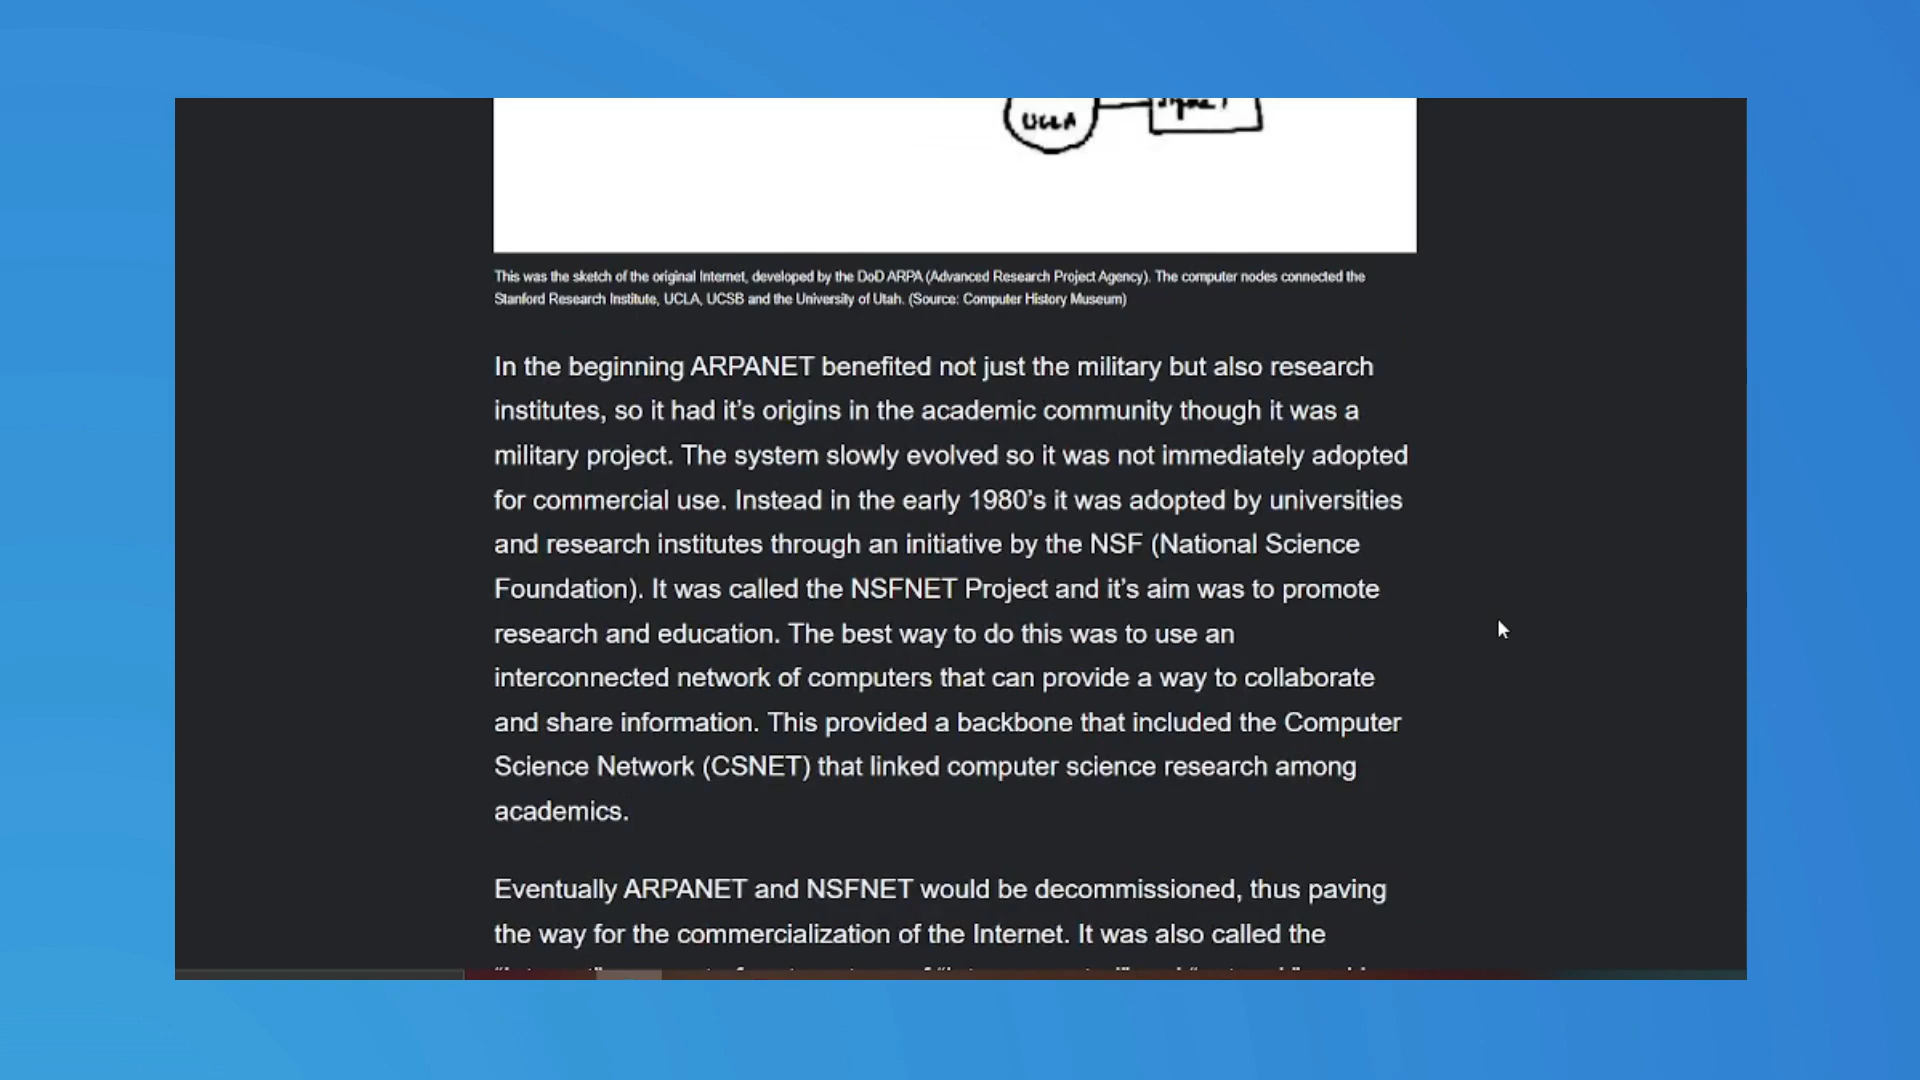 UCLA
This was the sketch of the original Internet, developed by the DoD ARPA (Advanced Research Project Agency). The computer nodes connected the
Stanford Research Institute, UCLA, UCSB and the University of Utah. (Source: Computer History Museum)
In the beginning ARPANET benefited not just the military but also research
institutes, so it had it’s origins in the academic community though it was a
military project. The system slowly evolved so it was not immediately adopted
for commercial use. Instead in the early 1980’s it was adopted by universities
and research institutes through an initiative by the NSF (National Science
Foundation). It was called the NSFNET Project and it’s aim was to promote
research and education. The best way to do this was to use an
interconnected network of computers that can provide a way to collaborate
and share information. This provided a backbone that included the Computer
Science Network (CSNET) that linked computer science research among
academics.
Eventually ARPANET and NSFNET would be decommissioned, thus paving
the way for the commercialization of the Internet. It was also called the